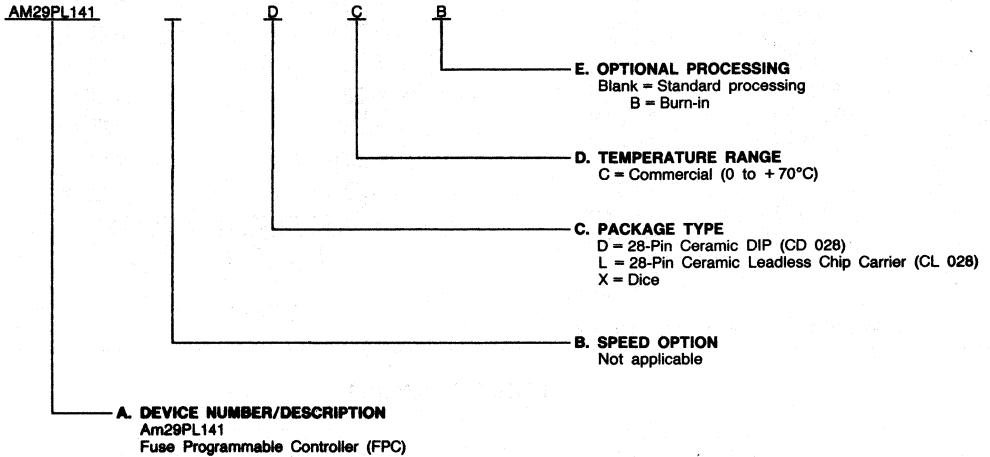 AM29PL141 D C B
E. OPTIONAL PROCESSING
Blank = Standard processing
B = Burn-in
D. TEMPERATURE RANGE
C = Commercial (0 to +70°C)
C. PACKAGE TYPE
D = 28-Pin Ceramic DIP (CD 028)
L = 28-Pin Ceramic Leadless Chip Carrier (CL 028)
X = Dice
B. SPEED OPTION
Not applicable
A. DEVICE NUMBER/DESCRIPTION
Am29PL141
Fuse Programmable Controller (FPC)